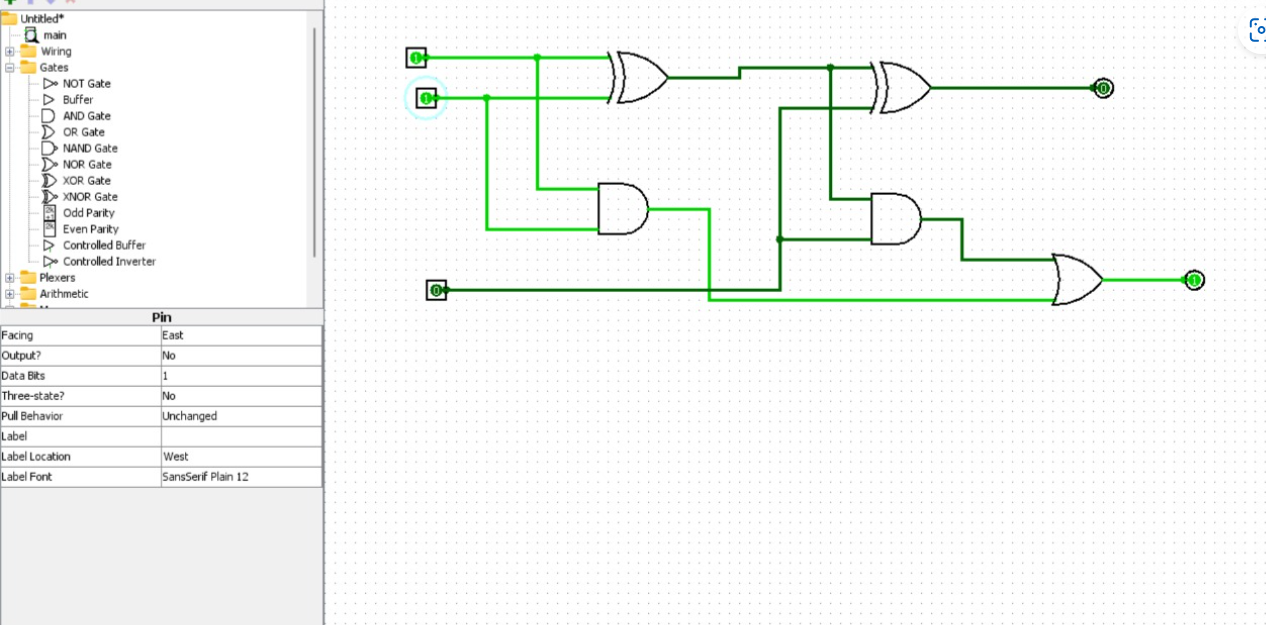 Untitled*
main
Wiring
Gates
NOT Gate
Buffer
AND Gate
OR Gate
NAND Gate
NOR Gate
XOR Gate
XNOR Gate
Odd Parity
Even Parity
Controlled Buffer
Controlled Inverter
Plexers
Arithmetic
Pin
Facing East
Output? No
Data Bits 1
Three-state? No
Pull Behavior Unchanged
Label
Label Location West
Label Font SansSerif Plain 12
1
1
0
0
1